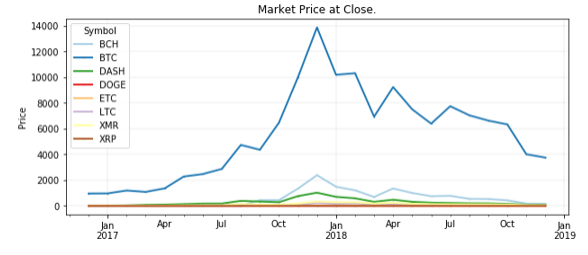 Market Price at Close.
Symbol
BCH
BTC
DASH
DOGE
ETC
LTC
XMR
XRP
Price
14000
12000
10000
8000
6000
4000
2000
0
Jan Apr Jul Oct Jan Apr Jul Oct Jan
2017 2018 2019